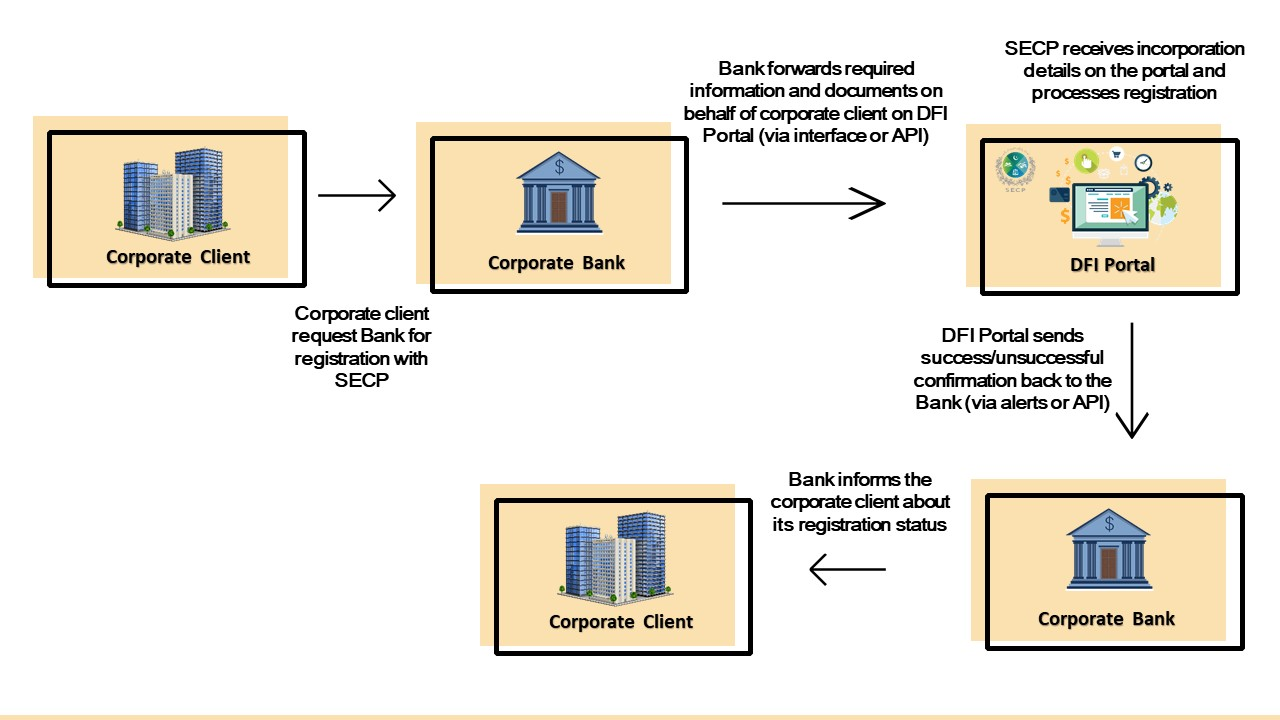 Corporate Client
Corporate client
request Bank for
registration with
SECP
Corporate Bank
Bank forwards required
information and documents on
behalf of corporate client on DFI
Portal (via interface or API)
SECP receives incorporation
details on the portal and
processes registration
SECP
DFI Portal
DFI Portal sends
success/unsuccessful
confirmation back to the
Bank (via alerts or API)
Corporate Bank
Bank informs the
corporate client about
its registration status
Corporate Client